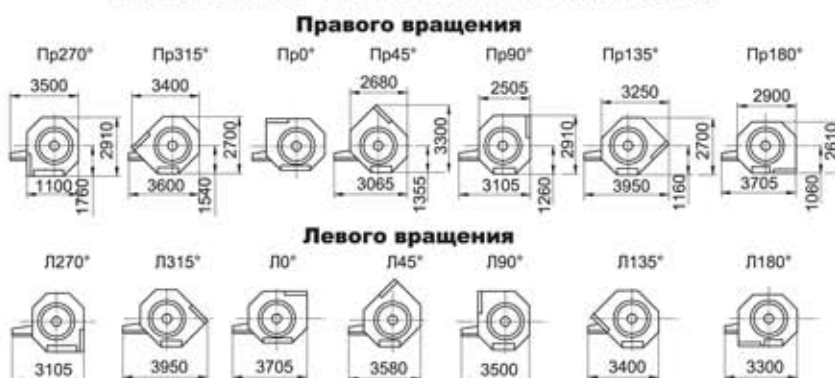 Правого вращения
Пр270° Пр315° Пр0° Пр45° Пр90° Пр135° Пр180°
3500 3400 2680 2505 3250 2900
2910 2700 3300 2910 2700 2610
1100 1760 3600 1540 3065 1355 3105 1260 3950 1160 3705 1060
Левого вращения
Л270° Л315° Л0° Л45° Л90° Л135° Л180°
3105 3950 3705 3580 3500 3400 3300